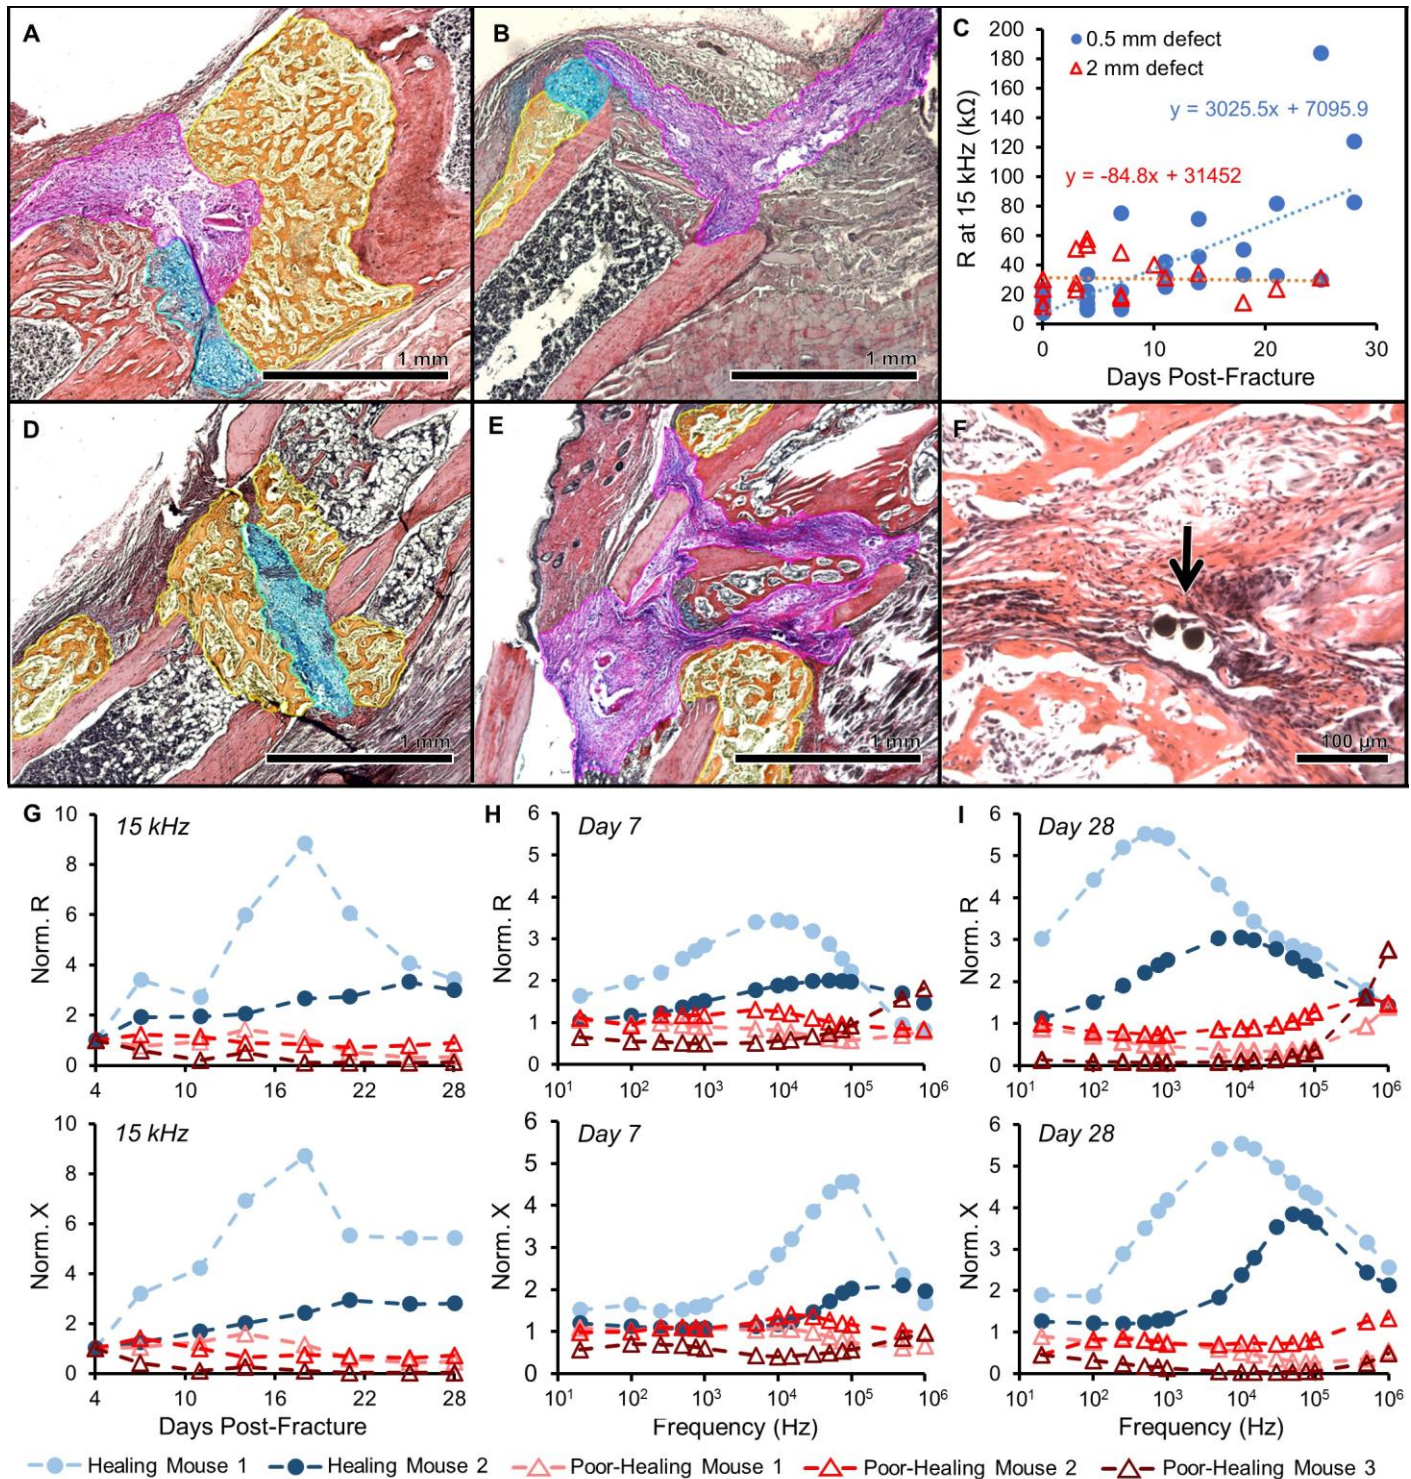 A
1 mm
B
1 mm
C
R at 15 kHz (kΩ)
200
180
160
140
120
100
80
60
40
20
0
0.5 mm defect
2 mm defect
y = 3025.5x + 7095.9
y = -84.8x + 31452
0 10 20 30
Days Post-Fracture
D
1 mm
E
1 mm
F
100 µm
G
15 kHz
Norm. R
10
8
6
4
2
0
4 10 16 22 28
H
Day 7
Norm. R
6
5
4
3
2
1
0
10¹ 10² 10³ 10⁴ 10⁵ 10⁶
I
Day 28
Norm. R
6
5
4
3
2
1
0
10¹ 10² 10³ 10⁴ 10⁵ 10⁶
15 kHz
Norm. X
10
8
6
4
2
0
4 10 16 22 28
Days Post-Fracture
Day 7
Norm. X
6
5
4
3
2
1
0
10¹ 10² 10³ 10⁴ 10⁵ 10⁶
Frequency (Hz)
Day 28
Norm. X
6
5
4
3
2
1
0
10¹ 10² 10³ 10⁴ 10⁵ 10⁶
Frequency (Hz)
Healing Mouse 1 Healing Mouse 2 Poor-Healing Mouse 1 Poor-Healing Mouse 2 Poor-Healing Mouse 3